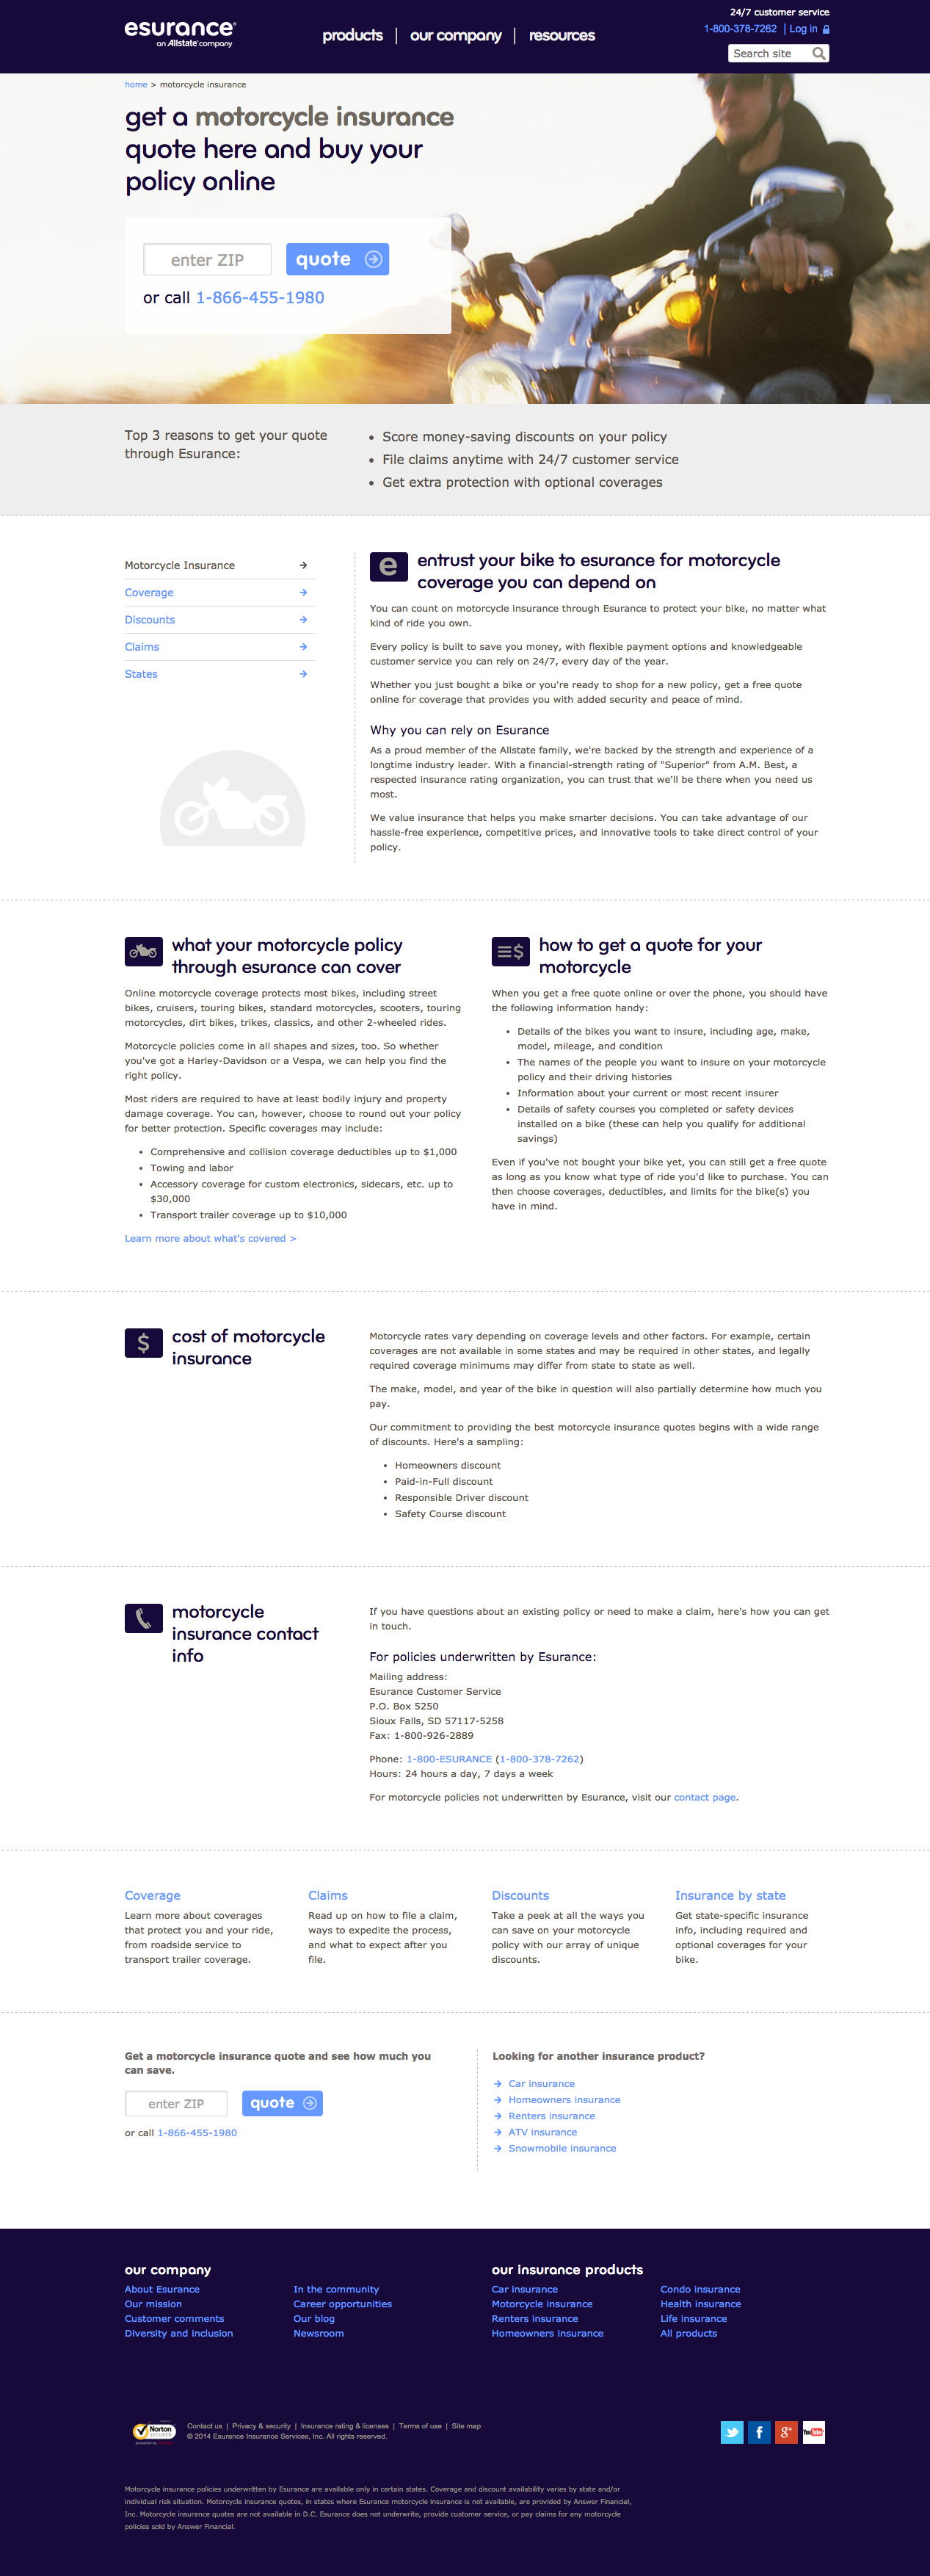 esurance®
an Allstate company
products | our company | resources
24/7 customer service
1-800-378-7262 | Log in
Search site
home > motorcycle insurance
get a motorcycle insurance
quote here and buy your
policy online
enter ZIP
quote
or call 1-866-455-1980
Top 3 reasons to get your quote
through Esurance:
• Score money-saving discounts on your policy
• File claims anytime with 24/7 customer service
• Get extra protection with optional coverages
Motorcycle Insurance
Coverage
Discounts
Claims
States
e
entrust your bike to esurance for motorcycle
coverage you can depend on
You can count on motorcycle insurance through Esurance to protect your bike, no matter what
kind of ride you own.
Every policy is built to save you money, with flexible payment options and knowledgeable
customer service you can rely on 24/7, every day of the year.
Whether you just bought a bike or you're ready to shop for a new policy, get a free quote
online for coverage that provides you with added security and peace of mind.
Why you can rely on Esurance
As a proud member of the Allstate family, we're backed by the strength and experience of a
longtime industry leader. With a financial-strength rating of "Superior" from A.M. Best, a
respected insurance rating organization, you can trust that we'll be there when you need us
most.
We value insurance that helps you make smarter decisions. You can take advantage of our
hassle-free experience, competitive prices, and innovative tools to take direct control of your
policy.
what your motorcycle policy
through esurance can cover
Online motorcycle coverage protects most bikes, including street
bikes, cruisers, touring bikes, standard motorcycles, scooters, touring
motorcycles, dirt bikes, trikes, classics, and other 2-wheeled rides.
Motorcycle policies come in all shapes and sizes, too. So whether
you've got a Harley-Davidson or a Vespa, we can help you find the
right policy.
Most riders are required to have at least bodily injury and property
damage coverage. You can, however, choose to round out your policy
for better protection. Specific coverages may include:
• Comprehensive and collision coverage deductibles up to $1,000
• Towing and labor
• Accessory coverage for custom electronics, sidecars, etc. up to
$30,000
• Transport trailer coverage up to $10,000
Learn more about what's covered >
$
how to get a quote for your
motorcycle
When you get a free quote online or over the phone, you should have
the following information handy:
• Details of the bikes you want to insure, including age, make,
model, mileage, and condition
• The names of the people you want to insure on your motorcycle
policy and their driving histories
• Information about your current or most recent insurer
• Details of safety courses you completed or safety devices
installed on a bike (these can help you qualify for additional
savings)
Even if you've not bought your bike yet, you can still get a free quote
as long as you know what type of ride you'd like to purchase. You can
then choose coverages, deductibles, and limits for the bike(s) you
have in mind.
$
cost of motorcycle
insurance
Motorcycle rates vary depending on coverage levels and other factors. For example, certain
coverages are not available in some states and may be required in other states, and legally
required coverage minimums may differ from state to state as well.
The make, model, and year of the bike in question will also partially determine how much you
pay.
Our commitment to providing the best motorcycle insurance quotes begins with a wide range
of discounts. Here's a sampling:
• Homeowners discount
• Paid-in-Full discount
• Responsible Driver discount
• Safety Course discount
motorcycle
insurance contact
info
If you have questions about an existing policy or need to make a claim, here's how you can get
in touch.
For policies underwritten by Esurance:
Mailing address:
Esurance Customer Service
P.O. Box 5250
Sioux Falls, SD 57117-5258
Fax: 1-800-926-2889
Phone: 1-800-ESURANCE (1-800-378-7262)
Hours: 24 hours a day, 7 days a week
For motorcycle policies not underwritten by Esurance, visit our contact page.
Coverage
Learn more about coverages
that protect you and your ride,
from roadside service to
transport trailer coverage.
Claims
Read up on how to file a claim,
ways to expedite the process,
and what to expect after you
file.
Discounts
Take a peek at all the ways you
can save on your motorcycle
policy with our array of unique
discounts.
Insurance by state
Get state-specific insurance
info, including required and
optional coverages for your
bike.
Get a motorcycle insurance quote and see how much you
can save.
enter ZIP
quote
or call 1-866-455-1980
Looking for another insurance product?
Car insurance
Homeowners insurance
Renters insurance
ATV insurance
Snowmobile insurance
our company
About Esurance
Our mission
Customer comments
Diversity and Inclusion
In the community
Career opportunities
Our blog
Newsroom
our insurance products
Car insurance
Motorcycle insurance
Renters insurance
Homeowners insurance
Condo insurance
Health insurance
Life insurance
All products
Norton
SECURED
Contact us | Privacy & security | Insurance rating & licenses | Terms of use | Site map
© 2014 Esurance Insurance Services, Inc. All rights reserved.
f
g+
YouTube
Motorcycle insurance policies underwritten by Esurance are available only in certain states. Coverage and discount availability varies by state and/or
individual risk situation. Motorcycle insurance quotes, in states where Esurance motorcycle insurance is not available, are provided by Answer Financial,
Inc. Motorcycle insurance quotes are not available in D.C. Esurance does not underwrite, provide customer service, or pay claims for any motorcycle
policies sold by Answer Financial.